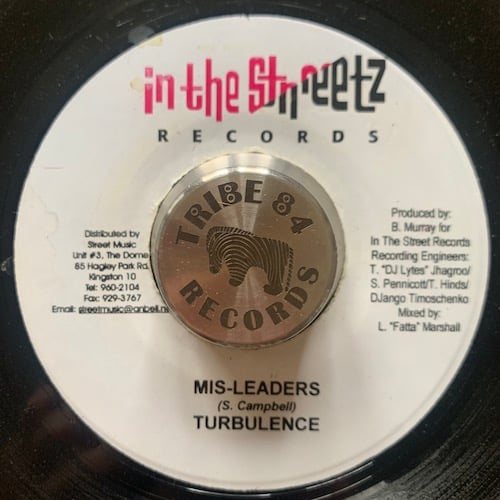 in the Streetz
RECORDS
TRIBE 84
RECORDS
Distributed by
Street Music
Unit #3, The Dome
85 Hagley Park Rd.
Kingston 10
Tel: 960-2104
Fax: 929-3767
Email: streetmusic@anbell.n
Produced by:
B. Murray for
In The Street Records
Recording Engineers:
T. "DJ Lytes" Jhagroo/
S. Pennicott/T. Hinds/
DJango Timoschenko
Mixed by:
L. "Fatta" Marshall
MIS-LEADERS
(S. Campbell)
TURBULENCE